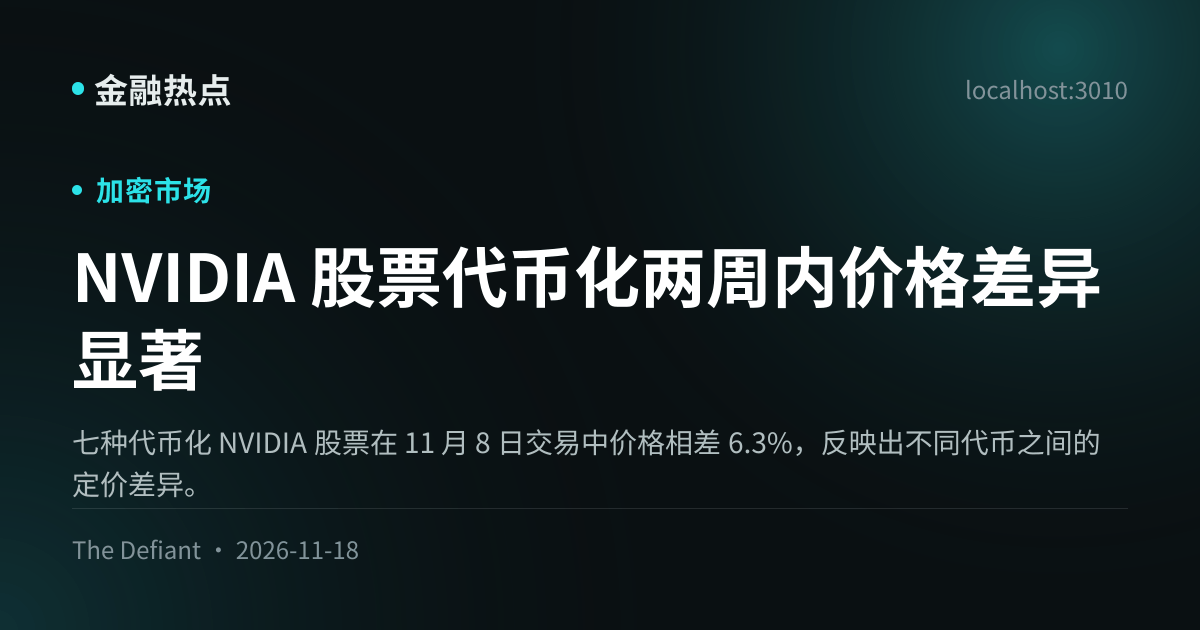 金融热点
localhost:3010
加密市场
NVIDIA 股票代币化两周内价格差异
显著
七种代币化 NVIDIA 股票在 11 月 8 日交易中价格相差 6.3%，反映出不同代币之间的
定价差异。
The Defiant · 2026-11-18